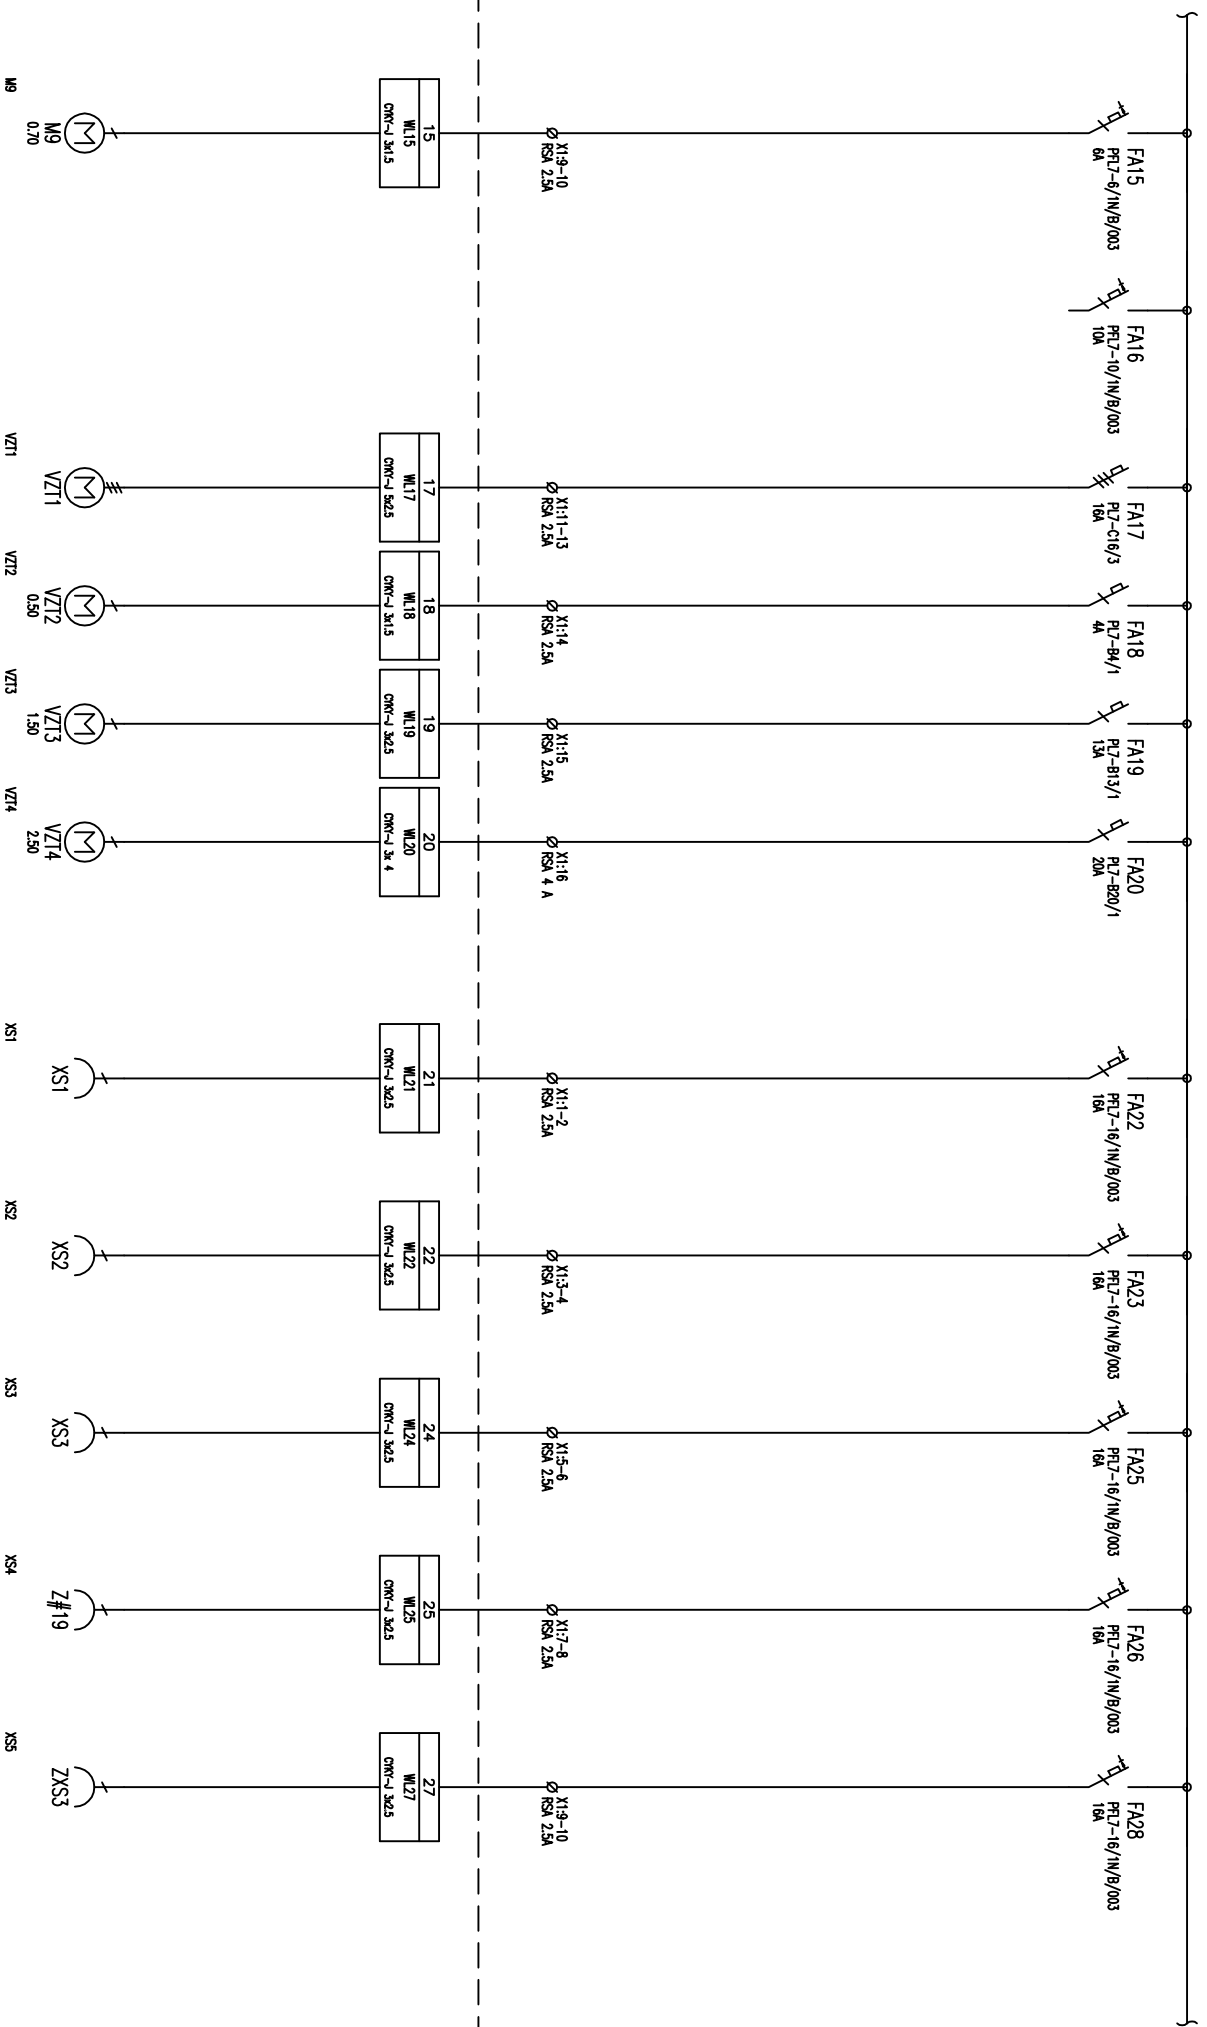 FA15
PFL7-6/1N/B/003
6A
X1:9-10
RSA 2.5A
15
WL15
CYKY-J 3x1.5
M
M9
0.70
M9
FA16
PFL7-10/1N/B/003
10A
FA17
PL7-C16/3
16A
X1:11-13
RSA 2.5A
17
WL17
CYKY-J 5x2.5
M
VZT1
VZT1
FA18
PL7-B4/1
4A
X1:14
RSA 2.5A
18
WL18
CYKY-J 3x1.5
M
VZT2
0.50
VZT2
FA19
PL7-B13/1
13A
X1:15
RSA 2.5A
19
WL19
CYKY-J 3x2.5
M
VZT3
1.50
VZT3
FA20
PL7-B20/1
20A
X1:16
RSA 4 A
20
WL20
CYKY-J 3x 4
M
VZT4
2.50
VZT4
FA22
PFL7-16/1N/B/003
16A
X1:1-2
RSA 2.5A
21
WL21
CYKY-J 3x2.5
XS1
XS1
FA23
PFL7-16/1N/B/003
16A
X1:3-4
RSA 2.5A
22
WL22
CYKY-J 3x2.5
XS2
XS2
FA25
PFL7-16/1N/B/003
16A
X1:5-6
RSA 2.5A
24
WL24
CYKY-J 3x2.5
XS3
XS3
FA26
PFL7-16/1N/B/003
16A
X1:7-8
RSA 2.5A
25
WL25
CYKY-J 3x2.5
Z#19
XS4
FA28
PFL7-16/1N/B/003
16A
X1:9-10
RSA 2.5A
27
WL27
CYKY-J 3x2.5
ZXS3
XS5